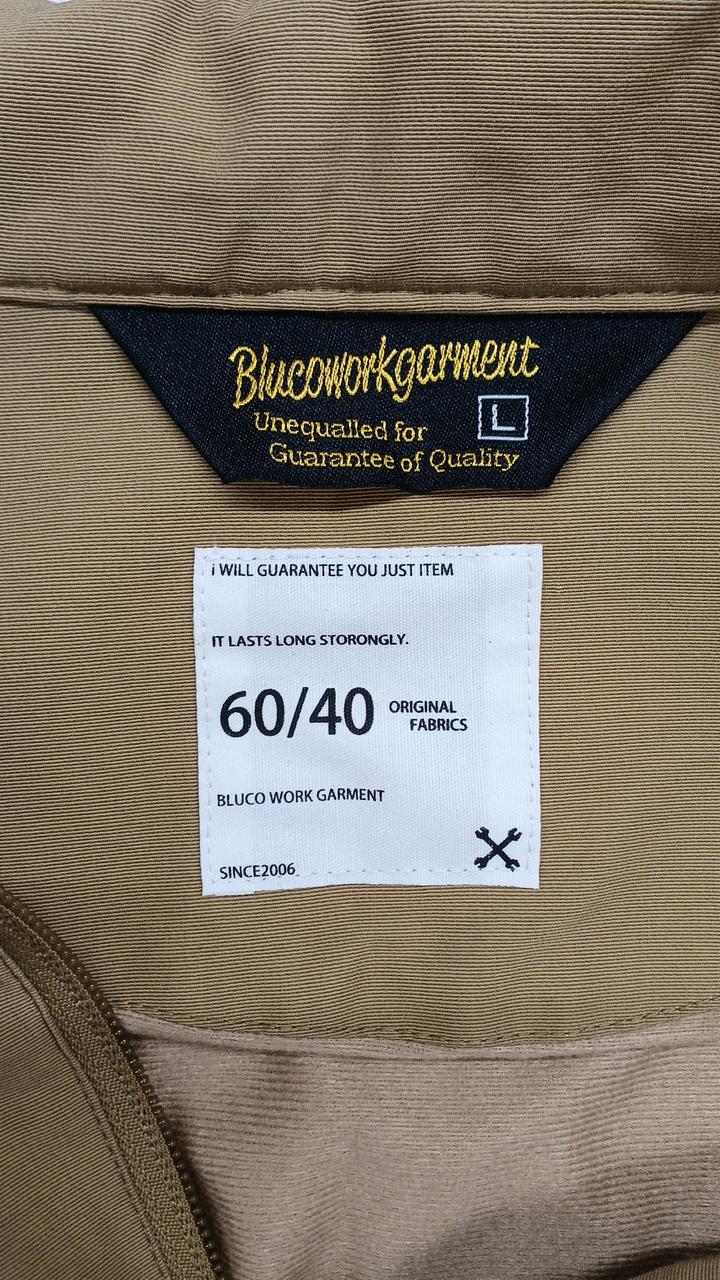 Blucoworkgarment
Unequalled for
L
Guarantee of Quality
i WILL GUARANTEE YOU JUST ITEM
IT LASTS LONG STORONGLY.
60/40 ORIGINAL
FABRICS
BLUCO WORK GARMENT
SINCE2006